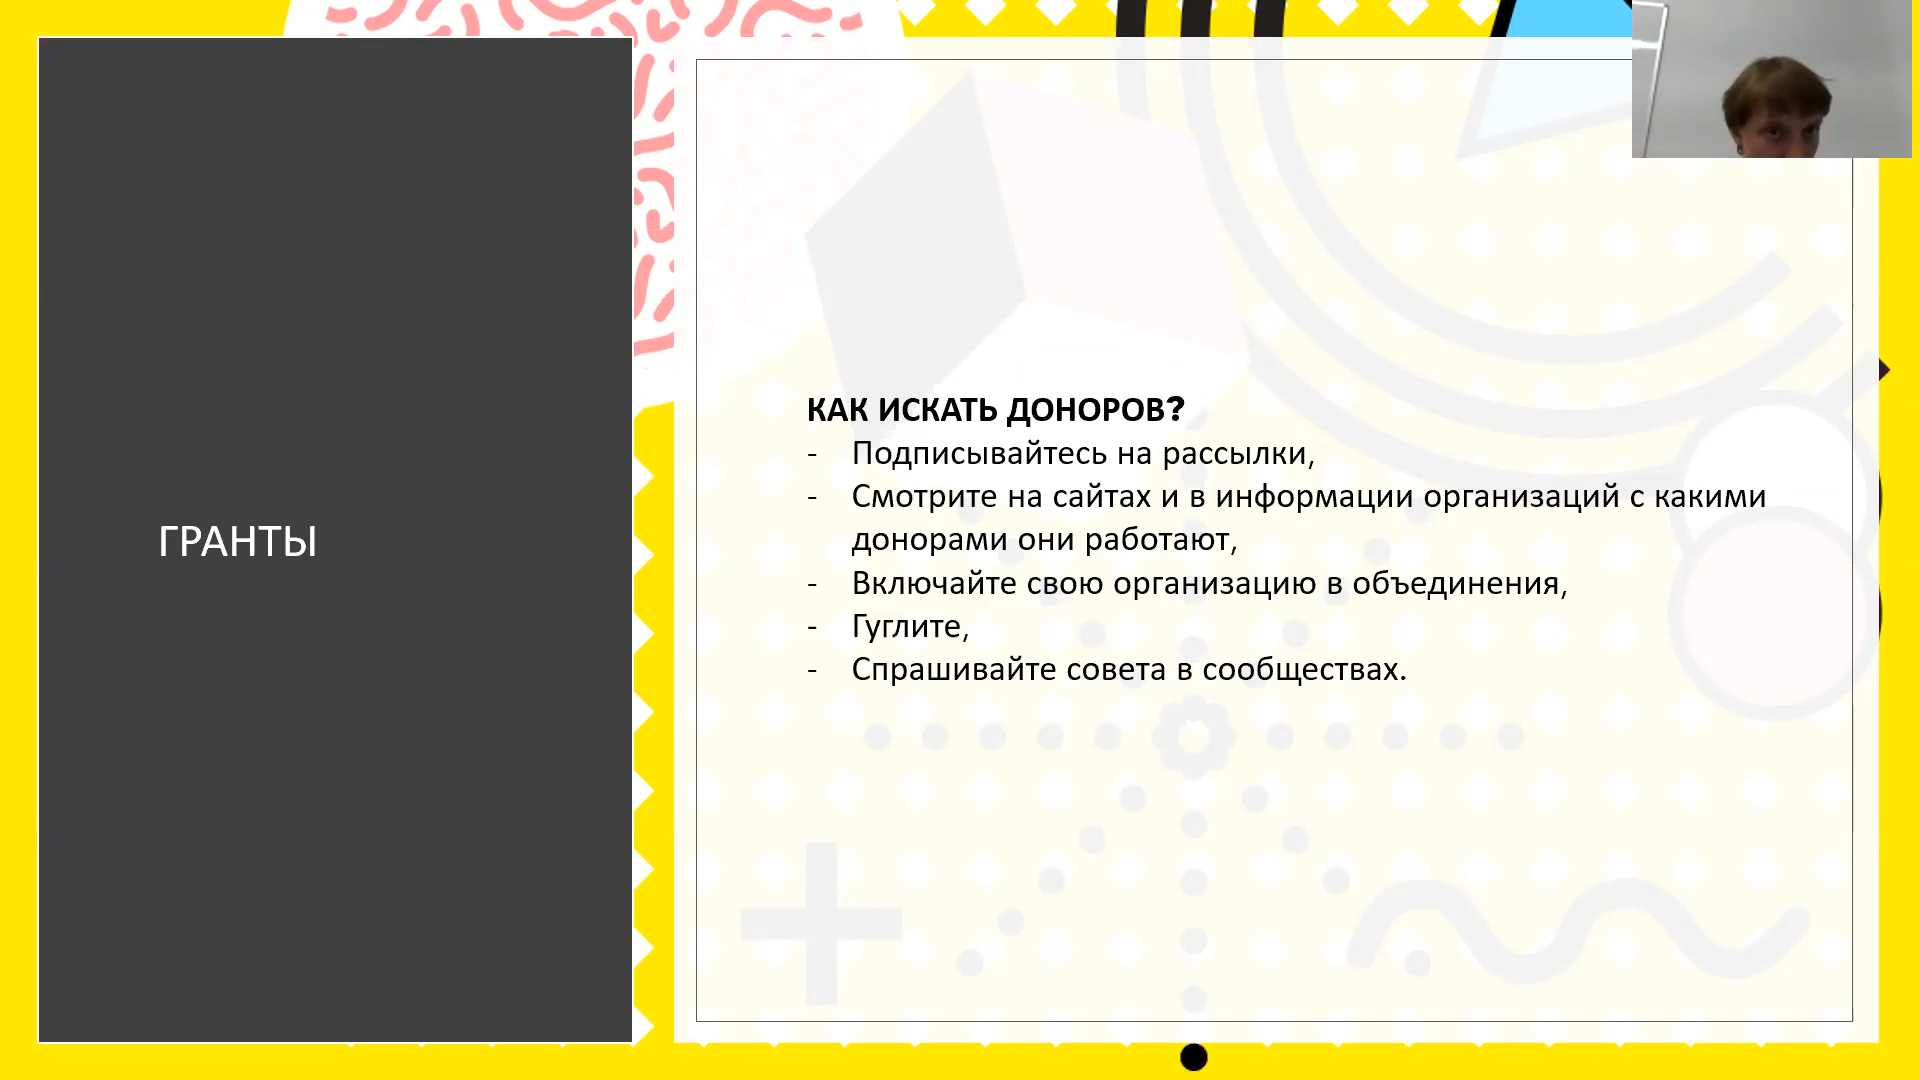 ГРАНТЫ
КАК ИСКАТЬ ДОНОРОВ?
- Подписывайтесь на рассылки,
- Смотрите на сайтах и в информации организаций с какими
донорами они работают,
- Включайте свою организацию в объединения,
- Гуглите,
- Спрашивайте совета в сообществах.